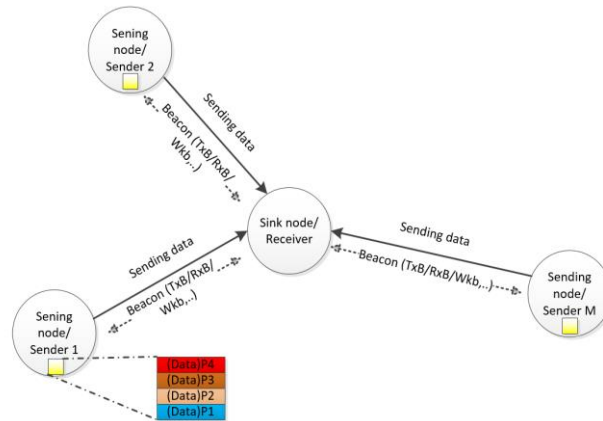 Sening
node/
Sender 2
Sending data
Beacon (TxB/RxB/
Wkb,..)
Sink node/
Receiver
Sending data
Beacon (TxB/RxB/Wkb,..)
Sending
node/
Sender M
Sending data
Beacon (TxB/RxB/
Wkb,..)
Sening
node/
Sender 1
(Data)P4
(Data)P3
(Data)P2
(Data)P1